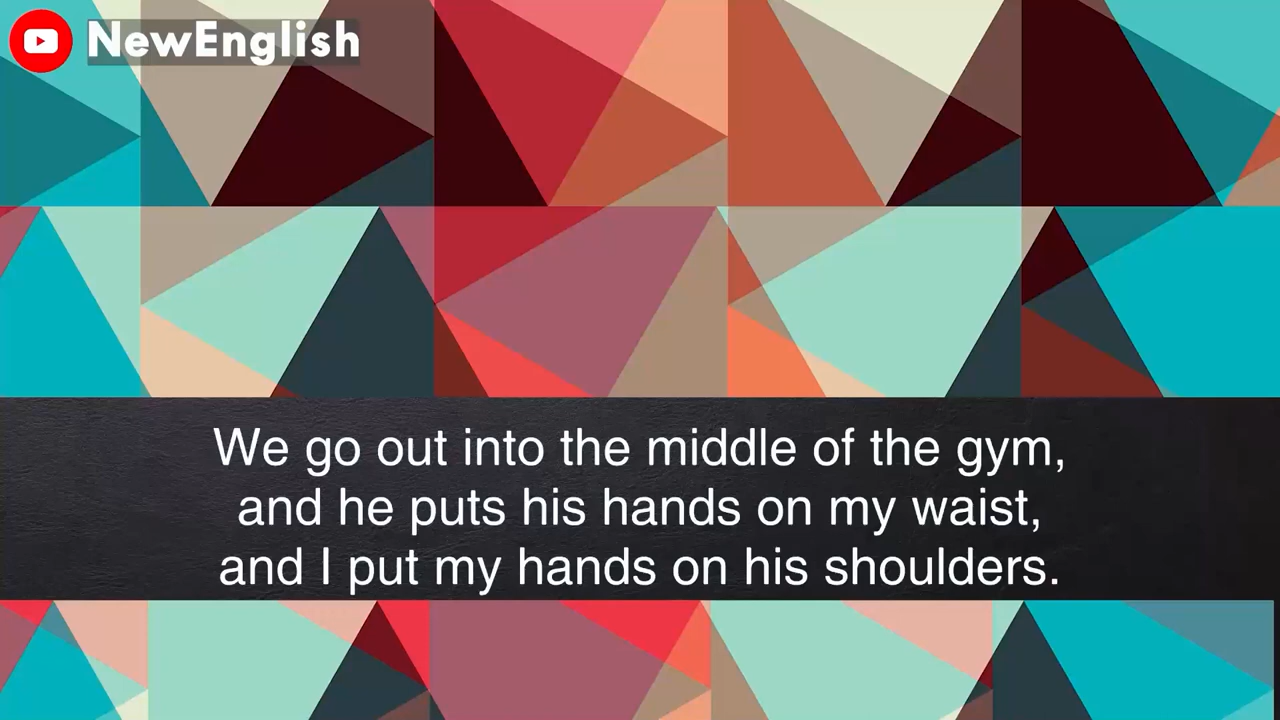 NewEnglish
We go out into the middle of the gym,
and he puts his hands on my waist,
and I put my hands on his shoulders.